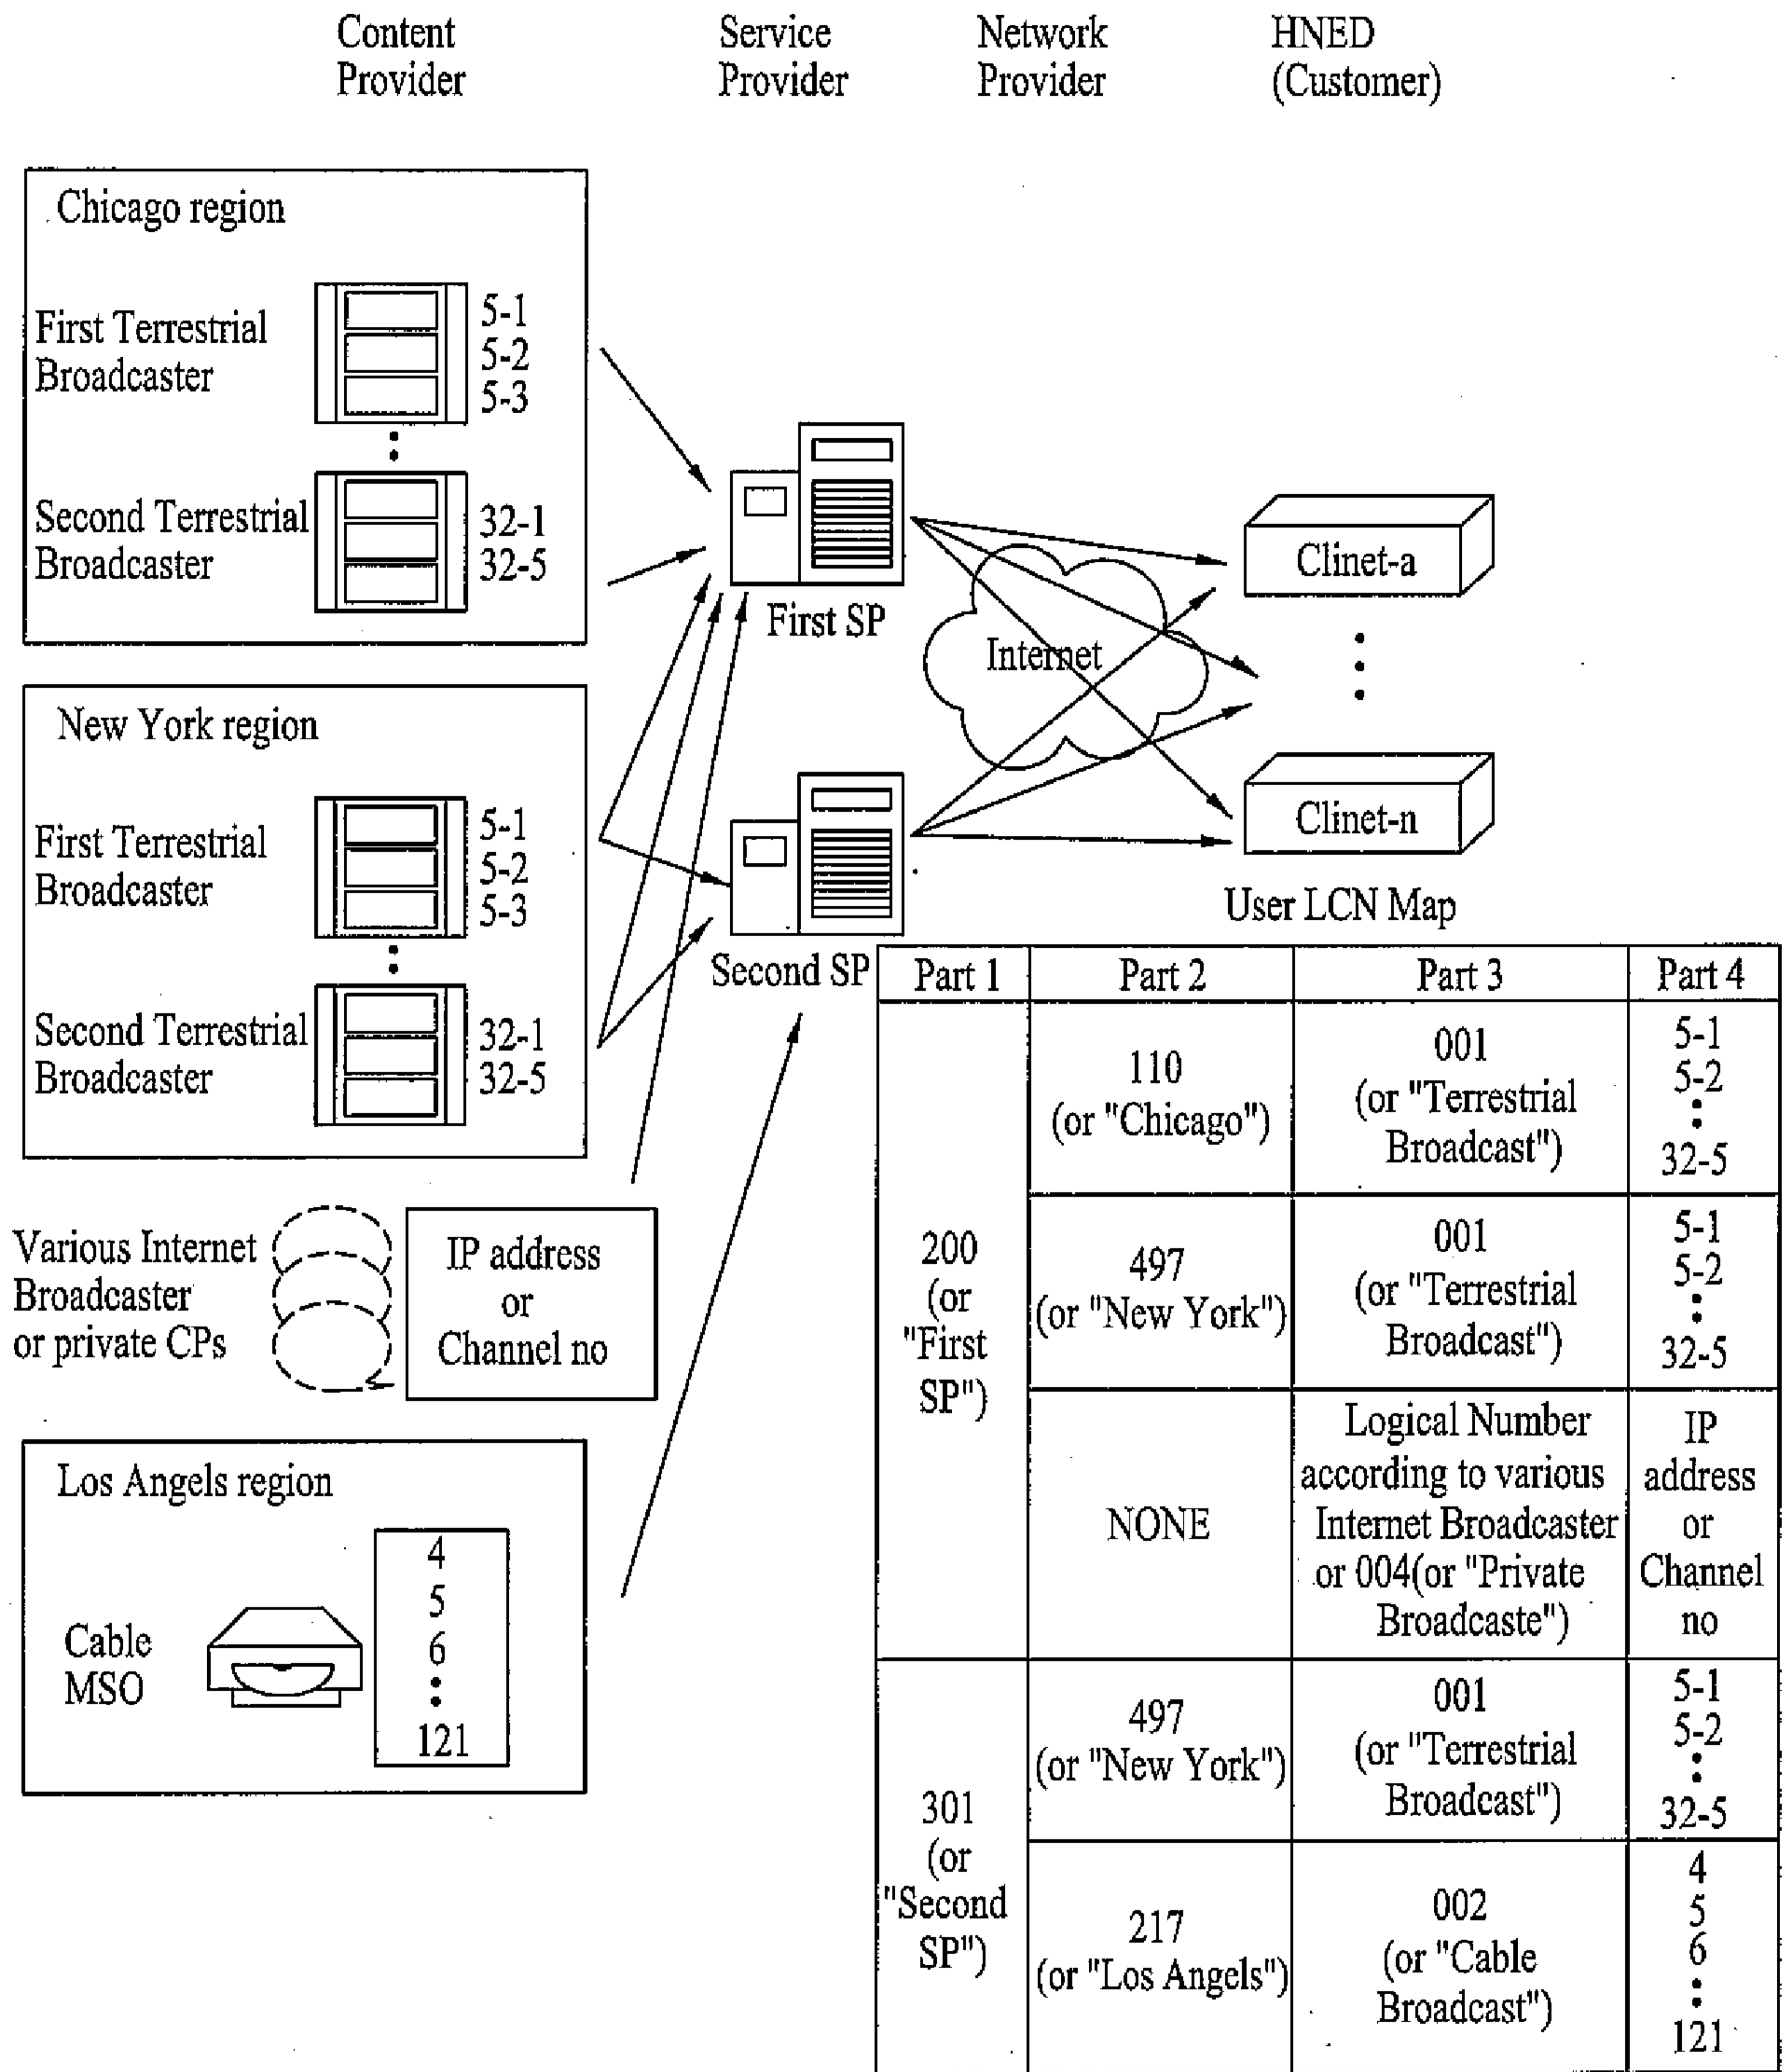 Content
Provider
Service
Provider
Network
Provider
HNED
(Customer)
Chicago region
First Terrestrial
Broadcaster
5-1
5-2
5-3
Second Terrestrial
Broadcaster
32-1
32-5
New York region
First Terrestrial
Broadcaster
5-1
5-2
5-3
Second Terrestrial
Broadcaster
32-1
32-5
Various Internet
Broadcaster
or private CPs
IP address
or
Channel no
Los Angels region
Cable
MSO
4
5
6
121
First SP
Second SP
Internet
Clinet-a
Clinet-n
User LCN Map
Part 1
Part 2
Part 3
Part 4
200
(or
"First
SP")
110
(or "Chicago")
001
(or "Terrestrial
Broadcast")
5-1
5-2
32-5
497
(or "New York")
001
(or "Terrestrial
Broadcast")
5-1
5-2
32-5
NONE
Logical Number
according to various
Internet Broadcaster
or 004(or "Private
Broadcaste")
IP
address
or
Channel
no
301
(or
"Second
SP")
497
(or "New York")
001
(or "Terrestrial
Broadcast")
5-1
5-2
32-5
217
(or "Los Angels")
002
(or "Cable
Broadcast")
4
5
6
121